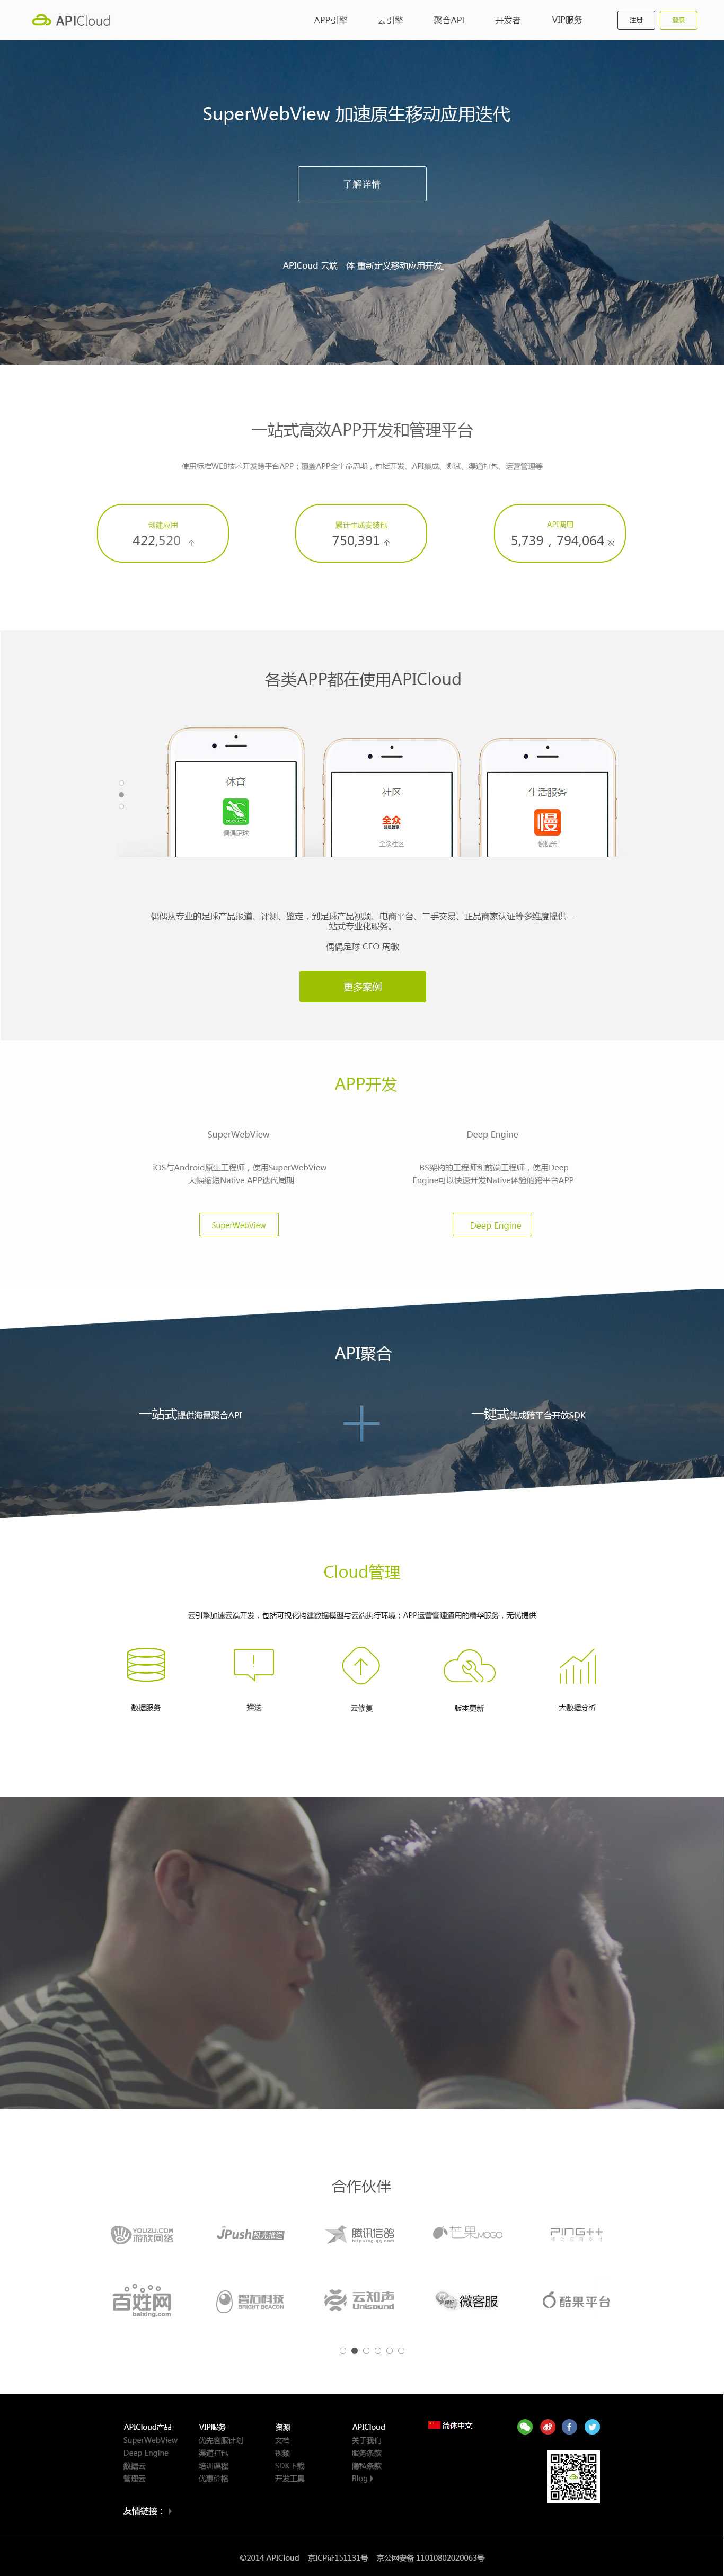 APICloud
APP引擎 云引擎 聚合API 开发者 VIP服务 注册 登录
SuperWebView 加速原生移动应用迭代
了解详情
APICoud 云端一体 重新定义移动应用开发
一站式高效APP开发和管理平台
使用标准WEB技术开发跨平台APP；覆盖APP全生命周期，包括开发、API集成、测试、渠道打包、运营管理等
创建应用
422,520 个
累计生成安装包
750,391 个
API调用
5,739，794,064 次
各类APP都在使用APICloud
体育
偶偶足球
社区
全众
全众社区
生活服务
慢
慢慢买
偶偶从专业的足球产品报道、评测、鉴定，到足球产品视频、电商平台、二手交易、正品商家认证等多维度提供一
站式专业化服务。
偶偶足球 CEO 周敏
更多案例
APP开发
SuperWebView
iOS与Android原生工程师，使用SuperWebView
大幅缩短Native APP迭代周期
SuperWebView
Deep Engine
BS架构的工程师和前端工程师，使用Deep
Engine可以快速开发Native体验的跨平台APP
Deep Engine
API聚合
一站式提供海量聚合API
一键式集成跨平台开放SDK
Cloud管理
云引擎加速云端开发，包括可视化构建数据模型与云端执行环境；APP运营管理通用的精华服务，无忧提供
数据服务 推送 云修复 版本更新 大数据分析
合作伙伴
YOUZU.COM
游族网络
JPush 极光推送
腾讯信鸽
http://xg.qq.com
芒果MOGO
PING++
百姓网
baixing.com
智石科技
BRIGHT BEACON
云知声
Unisound
微客服
酷果平台
APICloud产品
SuperWebView
Deep Engine
数据云
管理云
VIP服务
优先客服计划
渠道打包
培训课程
优惠价格
资源
文档
视频
SDK下载
开发工具
APICloud
关于我们
服务条款
隐私条款
Blog
简体中文
友情链接：
©2014 APICloud 京ICP证151131号 京公网安备 11010802020063号